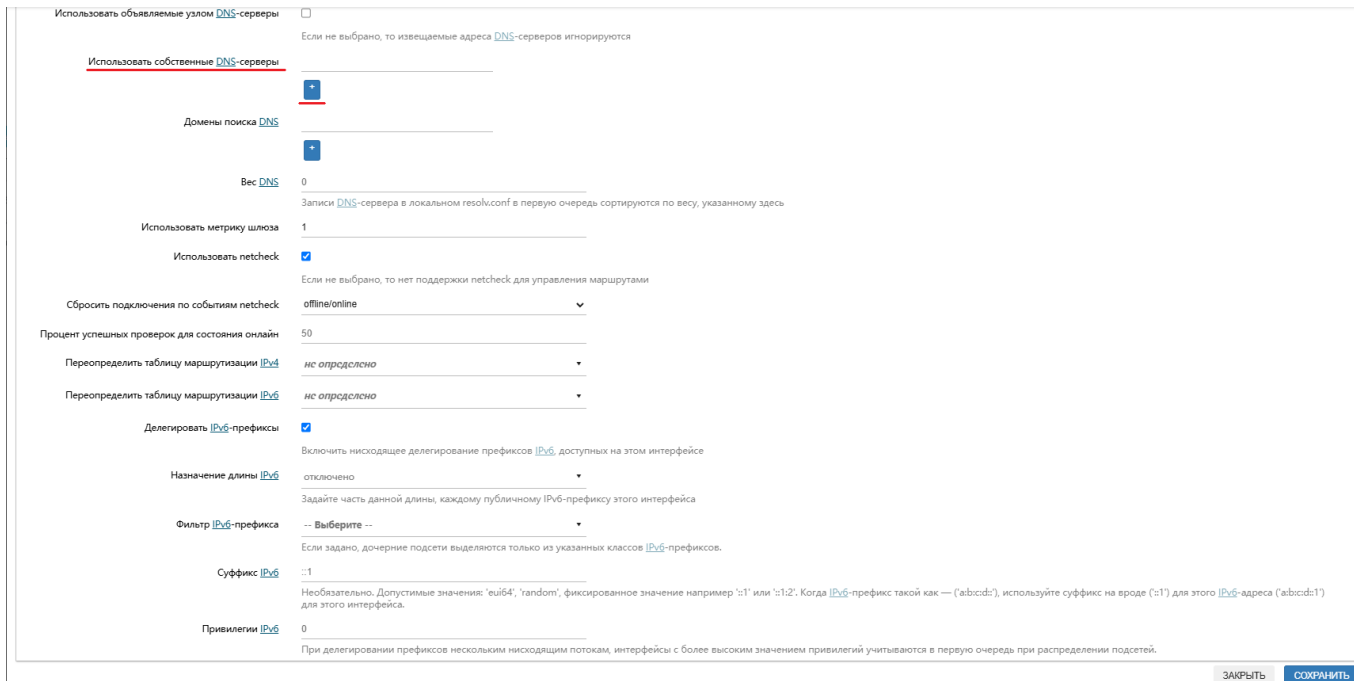 Использовать объявляемые узлом DNS-серверы
Если не выбрано, то извещаемые адреса DNS-серверов игнорируются
Использовать собственные DNS-серверы
+
Домены поиска DNS
+
Вес DNS 0
Записи DNS-сервера в локальном resolv.conf в первую очередь сортируются по весу, указанному здесь
Использовать метрику шлюза 1
Использовать netcheck
Если не выбрано, то нет поддержки netcheck для управления маршрутами
Сбросить подключения по событиям netcheck offline/online
Процент успешных проверок для состояния онлайн 50
Переопределить таблицу маршрутизации IPv4 не определено
Переопределить таблицу маршрутизации IPv6 не определено
Делегировать IPv6-префиксы
Включить нисходящее делегирование префиксов IPv6, доступных на этом интерфейсе
Назначение длины IPv6 отключено
Задайте часть данной длины, каждому публичному IPv6-префиксу этого интерфейса
Фильтр IPv6-префикса -- Выберите --
Если задано, дочерние подсети выделяются только из указанных классов IPv6-префиксов.
Суффикс IPv6 ::1
Необязательно. Допустимые значения: 'eui64', 'random', фиксированное значение например '::1' или '::1:2'. Когда IPv6-префикс такой как — ('a:b:c:d::'), используйте суффикс на вроде ('::1') для этого IPv6-адреса ('a:b:c:d::1')
для этого интерфейса.
Привилегии IPv6 0
При делегировании префиксов нескольким нисходящим потокам, интерфейсы с более высоким значением привилегий учитываются в первую очередь при распределении подсетей.
ЗАКРЫТЬ СОХРАНИТЬ